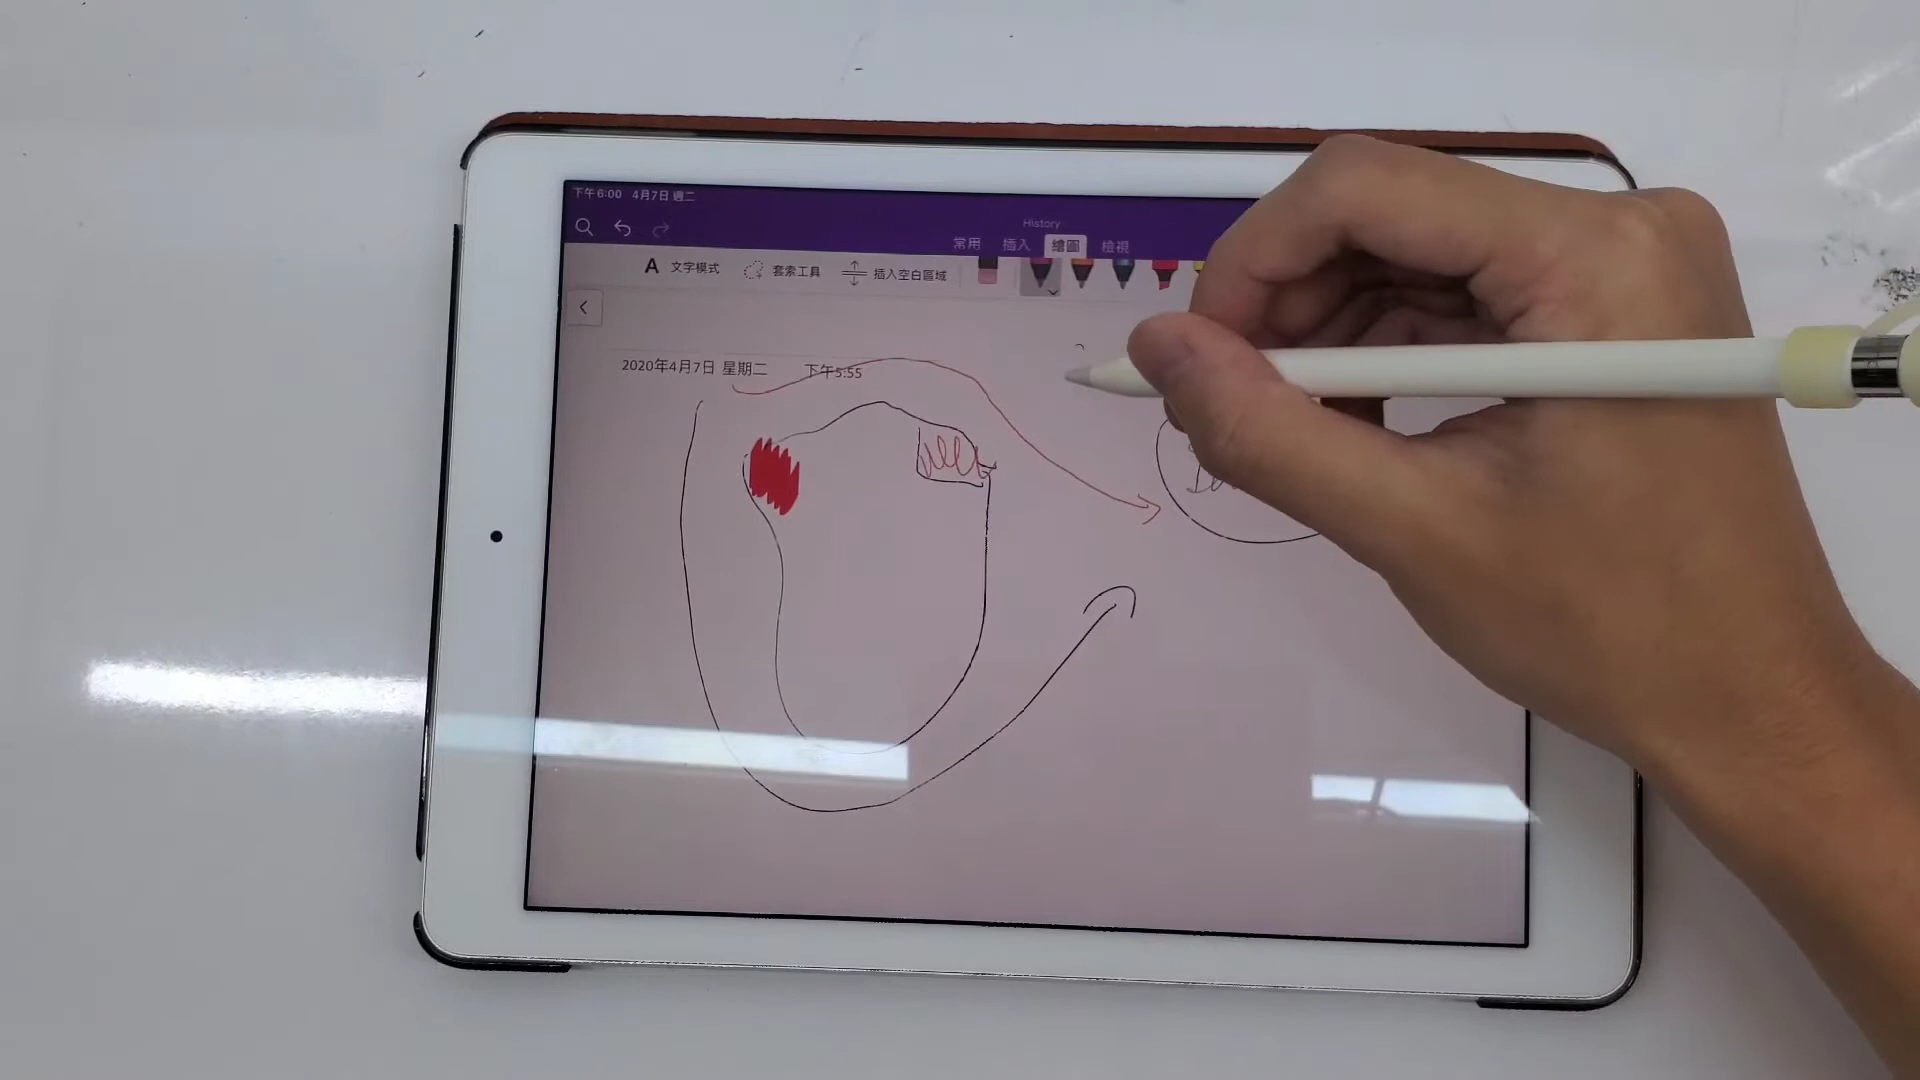 下午6:00 4月7日 週二
History
常用 插入 繪圖 檢視
A 文字模式 套索工具 插入空白區域
2020年4月7日 星期二 下午5:55